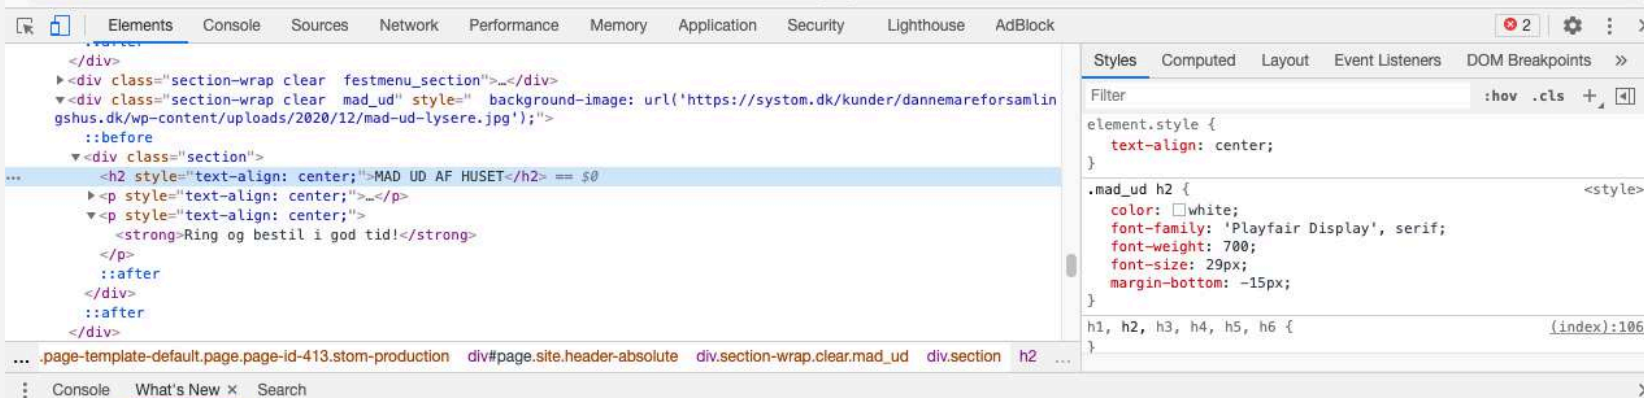 Elements Console Sources Network Performance Memory Application Security Lighthouse AdBlock 2
::after
</div>
<div class="section-wrap clear  festmenu_section">…</div>
<div class="section-wrap clear  mad_ud" style="  background-image: url('https://systom.dk/kunder/dannemareforsamlin
gshus.dk/wp-content/uploads/2020/12/mad-ud-lysere.jpg');">
::before
<div class="section">
... <h2 style="text-align: center;">MAD UD AF HUSET</h2> == $0
<p style="text-align: center;">…</p>
<p style="text-align: center;">
<strong>Ring og bestil i god tid!</strong>
</p>
::after
</div>
::after
</div>
... .page-template-default.page.page-id-413.stom-production div#page.site.header-absolute div.section-wrap.clear.mad_ud div.section h2 ...
Styles Computed Layout Event Listeners DOM Breakpoints »
Filter :hov .cls +
element.style {
text-align: center;
}
.mad_ud h2 { <style>
color: white;
font-family: 'Playfair Display', serif;
font-weight: 700;
font-size: 29px;
margin-bottom: -15px;
}
h1, h2, h3, h4, h5, h6 { (index):106
}
Console What's New × Search